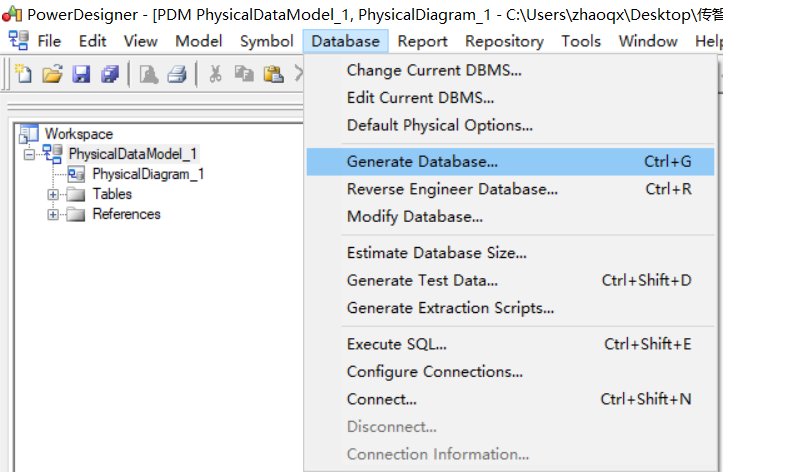 PowerDesigner - [PDM PhysicalDataModel_1, PhysicalDiagram_1 - C:\Users\zhaoqx\Desktop\传智
File Edit View Model Symbol Database Report Repository Tools Window Help
Workspace
PhysicalDataModel_1
PhysicalDiagram_1
Tables
References
Change Current DBMS...
Edit Current DBMS...
Default Physical Options...
Generate Database... Ctrl+G
Reverse Engineer Database... Ctrl+R
Modify Database...
Estimate Database Size...
Generate Test Data... Ctrl+Shift+D
Generate Extraction Scripts...
Execute SQL... Ctrl+Shift+E
Configure Connections...
Connect... Ctrl+Shift+N
Disconnect...
Connection Information...